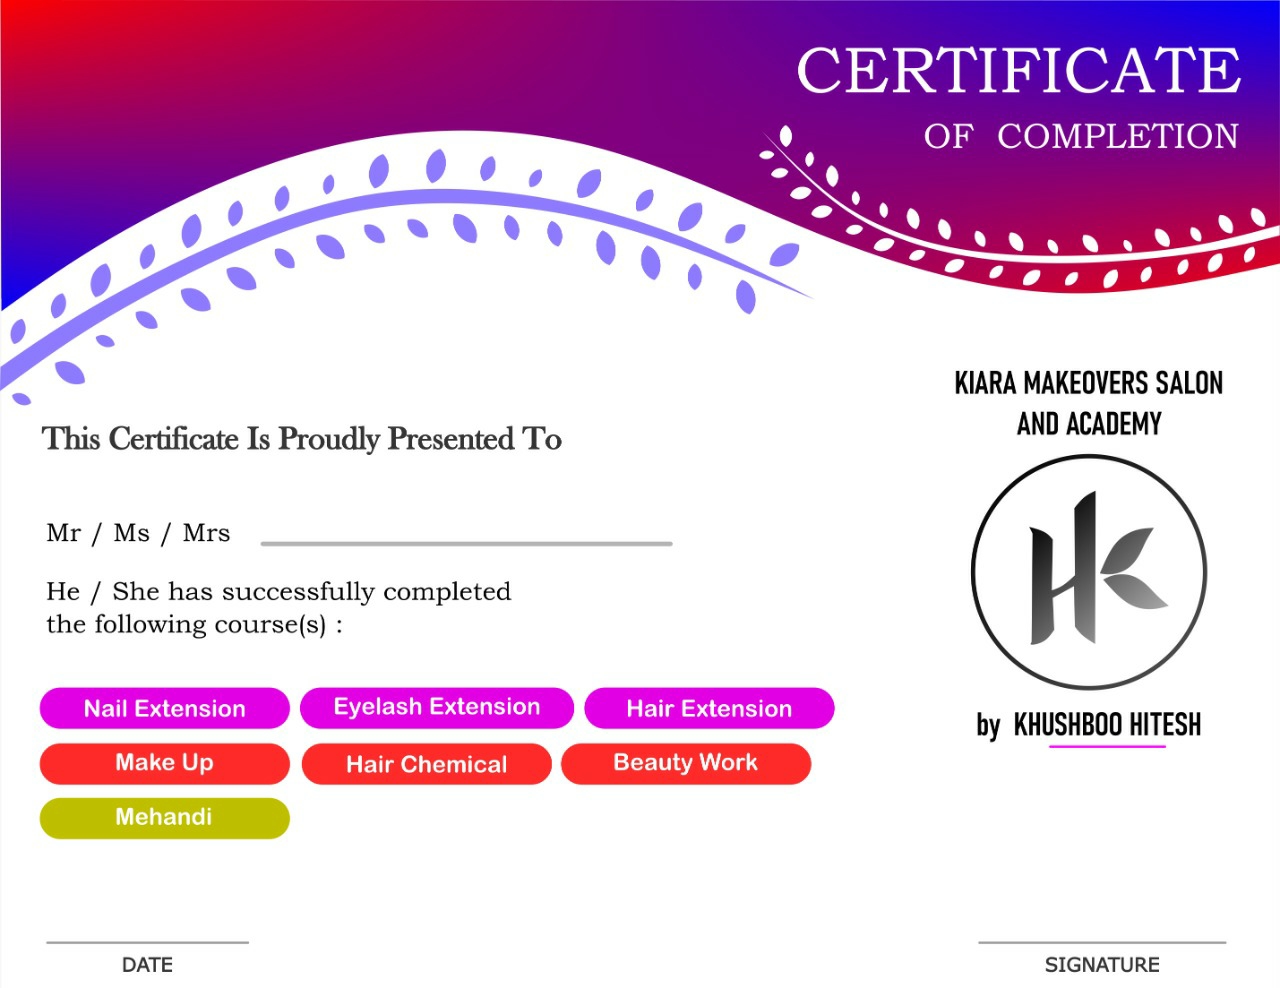 CERTIFICATE
OF COMPLETION
KIARA MAKEOVERS SALON
AND ACADEMY
This Certificate Is Proudly Presented To
Mr / Ms / Mrs
He / She has successfully completed
the following course(s) :
HK
by KHUSHBOO HITESH
Nail Extension
Eyelash Extension
Hair Extension
Make Up
Hair Chemical
Beauty Work
Mehandi
DATE
SIGNATURE